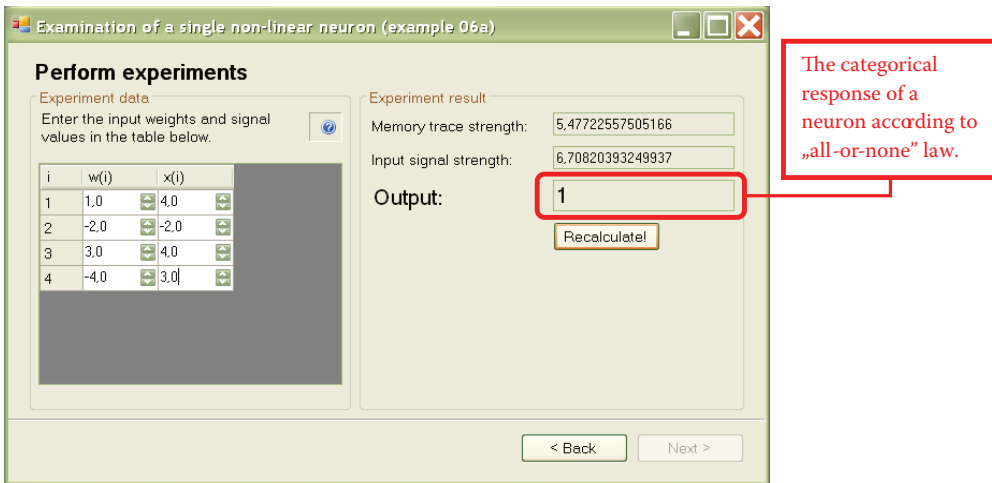 Examination of a single non-linear neuron (example 06a)
Perform experiments
Experiment data
Enter the input weights and signal
values in the table below.
i w(i) x(i)
1 1,0 4,0
2 -2,0 -2,0
3 3,0 4,0
4 -4,0 3,0
Experiment result
Memory trace strength: 5,47722557505166
Input signal strength: 6,70820393249937
Output: 1
Recalculate!
< Back Next >
The categorical
response of a
neuron according to
„all-or-none” law.